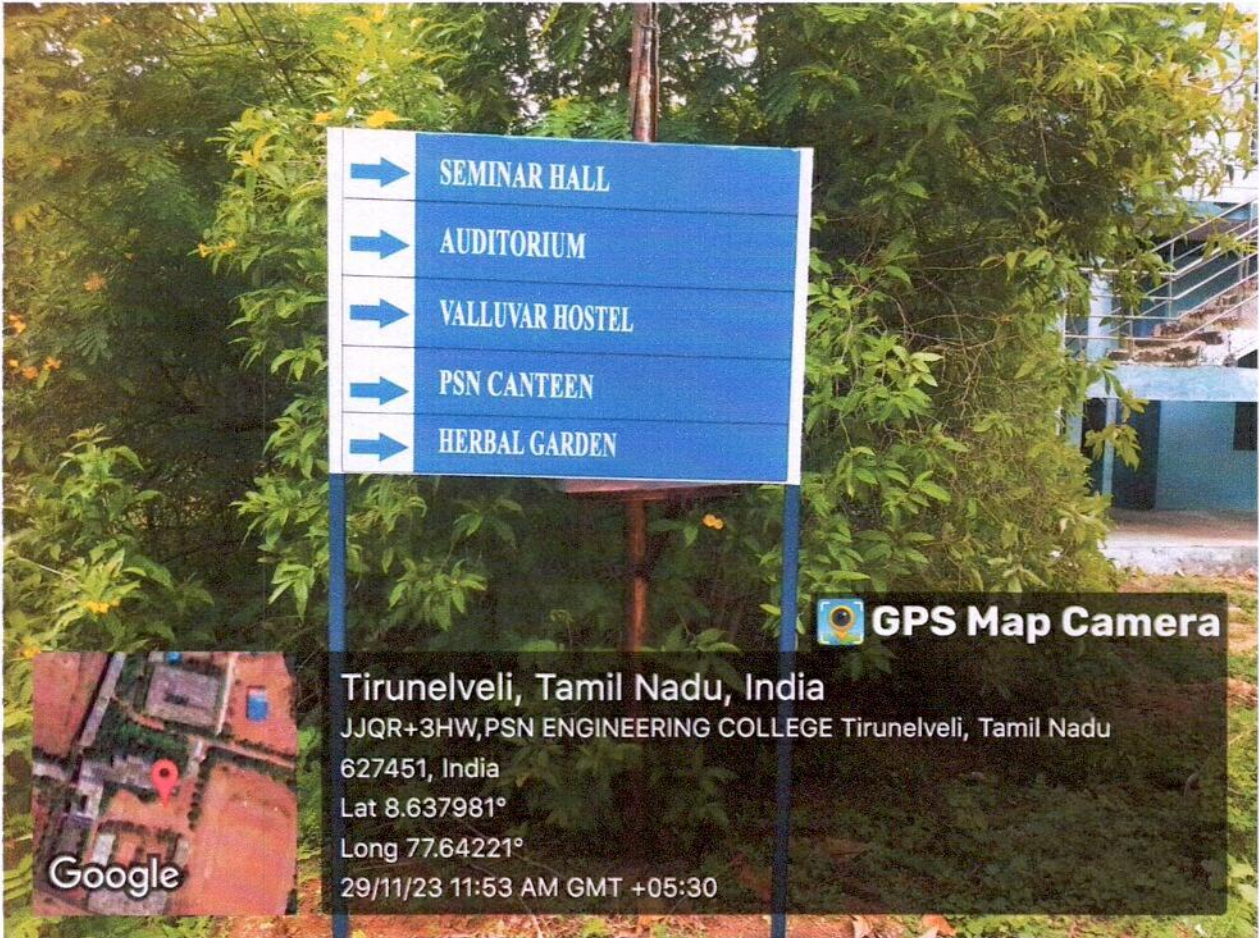 SEMINAR HALL
AUDITORIUM
VALLUVAR HOSTEL
PSN CANTEEN
HERBAL GARDEN
GPS Map Camera
Tirunelveli, Tamil Nadu, India
JJQR+3HW,PSN ENGINEERING COLLEGE Tirunelveli, Tamil Nadu
627451, India
Lat 8.637981°
Long 77.64221°
29/11/23 11:53 AM GMT +05:30
Google